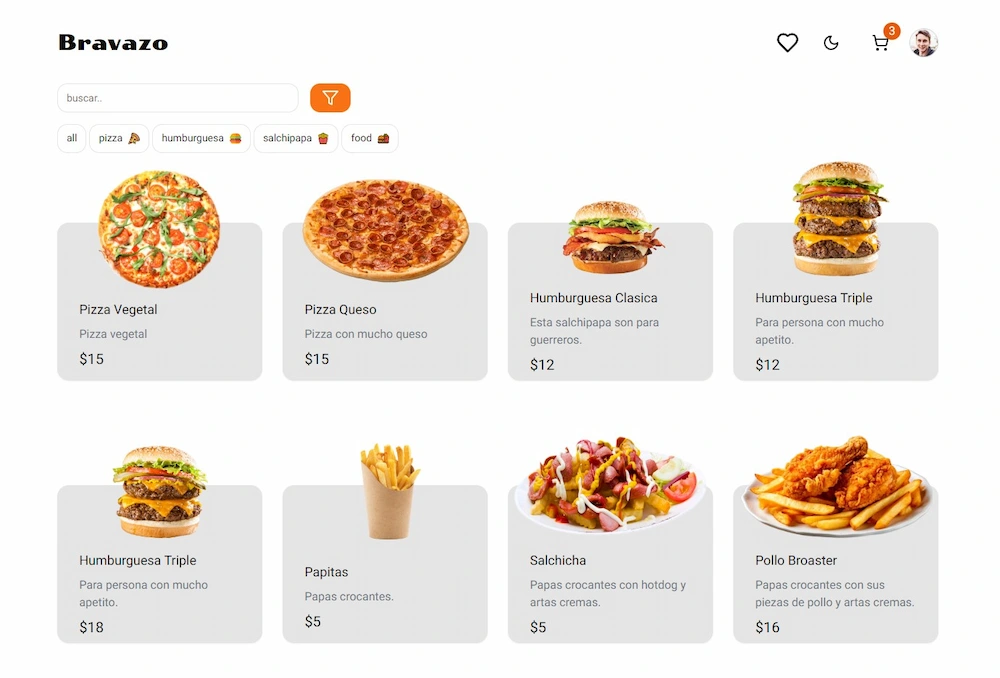 Bravazo
3
buscar..
all pizza humburguesa salchipapa food
Pizza Vegetal
Pizza vegetal
$15
Pizza Queso
Pizza con mucho queso
$15
Humburguesa Clasica
Esta salchipapa son para
guerreros.
$12
Humburguesa Triple
Para persona con mucho
apetito.
$12
Humburguesa Triple
Para persona con mucho
apetito.
$18
Papitas
Papas crocantes.
$5
Salchicha
Papas crocantes con hotdog y
artas cremas.
$5
Pollo Broaster
Papas crocantes con sus
piezas de pollo y artas cremas.
$16